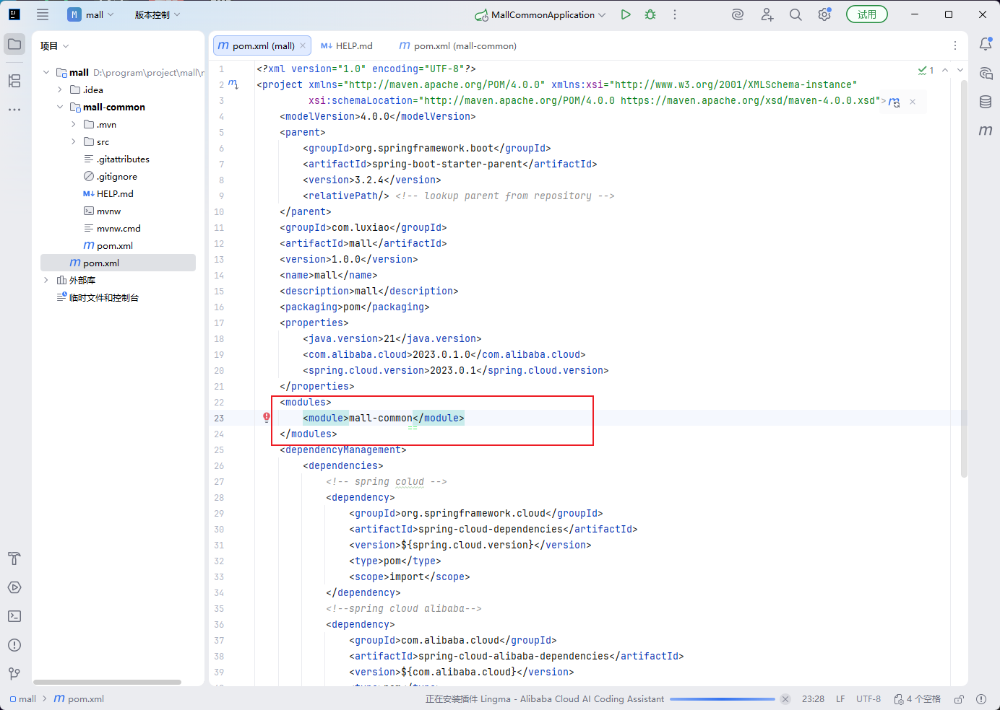 M mall 版本控制 MallCommonApplication 试用
项目
pom.xml (mall) HELP.md pom.xml (mall-common)
mall D:\program\project\mall\r
.idea
mall-common
.mvn
src
.gitattributes
.gitignore
HELP.md
mvnw
mvnw.cmd
pom.xml
pom.xml
外部库
临时文件和控制台
1 <?xml version="1.0" encoding="UTF-8"?>
2 <project xmlns="http://maven.apache.org/POM/4.0.0" xmlns:xsi="http://www.w3.org/2001/XMLSchema-instance"
3 xsi:schemaLocation="http://maven.apache.org/POM/4.0.0 https://maven.apache.org/xsd/maven-4.0.0.xsd">
4 <modelVersion>4.0.0</modelVersion>
5 <parent>
6 <groupId>org.springframework.boot</groupId>
7 <artifactId>spring-boot-starter-parent</artifactId>
8 <version>3.2.4</version>
9 <relativePath/> <!-- lookup parent from repository -->
10 </parent>
11 <groupId>com.luxiao</groupId>
12 <artifactId>mall</artifactId>
13 <version>1.0.0</version>
14 <name>mall</name>
15 <description>mall</description>
16 <packaging>pom</packaging>
17 <properties>
18 <java.version>21</java.version>
19 <com.alibaba.cloud>2023.0.1.0</com.alibaba.cloud>
20 <spring.cloud.version>2023.0.1</spring.cloud.version>
21 </properties>
22 <modules>
23 <module>mall-common</module>
24 </modules>
25 <dependencyManagement>
26 <dependencies>
27 <!-- spring colud -->
28 <dependency>
29 <groupId>org.springframework.cloud</groupId>
30 <artifactId>spring-cloud-dependencies</artifactId>
31 <version>${spring.cloud.version}</version>
32 <type>pom</type>
33 <scope>import</scope>
34 </dependency>
35 <!--spring cloud alibaba-->
36 <dependency>
37 <groupId>com.alibaba.cloud</groupId>
38 <artifactId>spring-cloud-alibaba-dependencies</artifactId>
39 <version>${com.alibaba.cloud}</version>
1
mall > pom.xml 正在安装插件 Lingma - Alibaba Cloud AI Coding Assistant 23:28 LF UTF-8 4 个空格